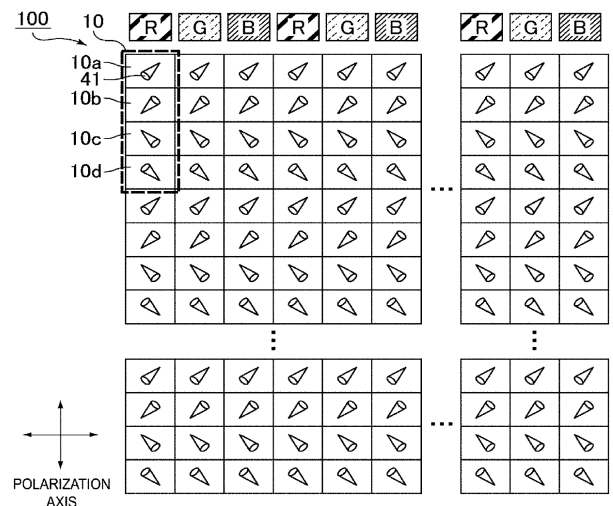 100
10
R G B R G B
R G B
10a
41
10b
10c
10d
...
...
...
...
POLARIZATION
AXIS